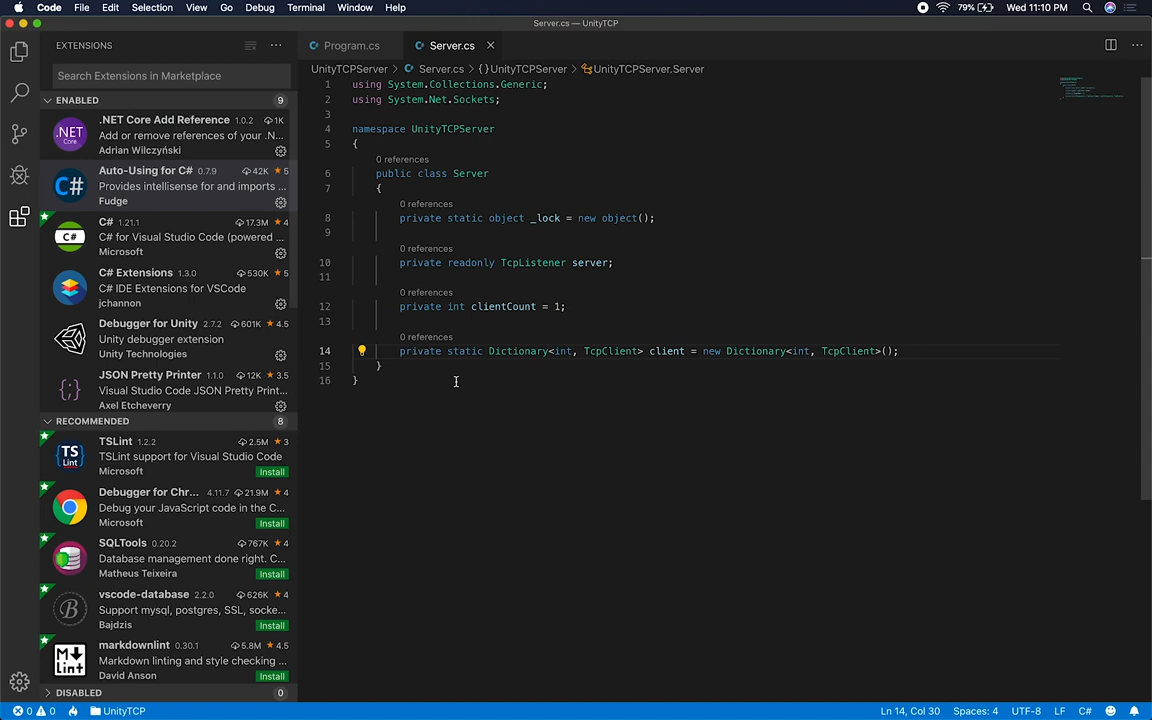 Code File Edit Selection View Go Debug Terminal Window Help 79% Wed 11:10 PM
Server.cs — UnityTCP
EXTENSIONS
Search Extensions in Marketplace
ENABLED 9
.NET Core
.NET Core Add Reference 1.0.2 1K
Add or remove references of your .N...
Adrian Wilczyński
C#
Auto-Using for C# 0.7.9 42K 5
Provides intellisense for and imports ...
Fudge
C#
C# 1.21.1 17.3M 4
C# for Visual Studio Code (powered ...
Microsoft
C# Extensions 1.3.0 530K 5
C# IDE Extensions for VSCode
jchannon
Debugger for Unity 2.7.2 601K 4.5
Unity debugger extension
Unity Technologies
{;}
JSON Pretty Printer 1.1.0 12K 3.5
Visual Studio Code JSON Pretty Print...
Axel Etcheverry
RECOMMENDED 8
TS Lint
TSLint 1.2.2 2.5M 3
TSLint support for Visual Studio Code
Microsoft Install
Debugger for Chr... 4.11.7 21.9M 4
Debug your JavaScript code in the C...
Microsoft Install
SQLTools 0.20.2 767K 4
Database management done right. C...
Matheus Teixeira Install
B
vscode-database 2.2.0 626K 4
Support mysql, postgres, SSL, socke...
Bajdzis Install
M Lint
markdownlint 0.30.1 5.8M 4.5
Markdown linting and style checking ...
David Anson Install
DISABLED 0
Program.cs Server.cs
UnityTCPServer > Server.cs > {} UnityTCPServer > UnityTCPServer.Server
1 using System.Collections.Generic;
2 using System.Net.Sockets;
3
4 namespace UnityTCPServer
5 {
0 references
6 public class Server
7 {
0 references
8 private static object _lock = new object();
9
0 references
10 private readonly TcpListener server;
11
0 references
12 private int clientCount = 1;
13
0 references
14 private static Dictionary<int, TcpClient> client = new Dictionary<int, TcpClient>();
15 }
16 }
0 0 UnityTCP Ln 14, Col 30 Spaces: 4 UTF-8 LF C#